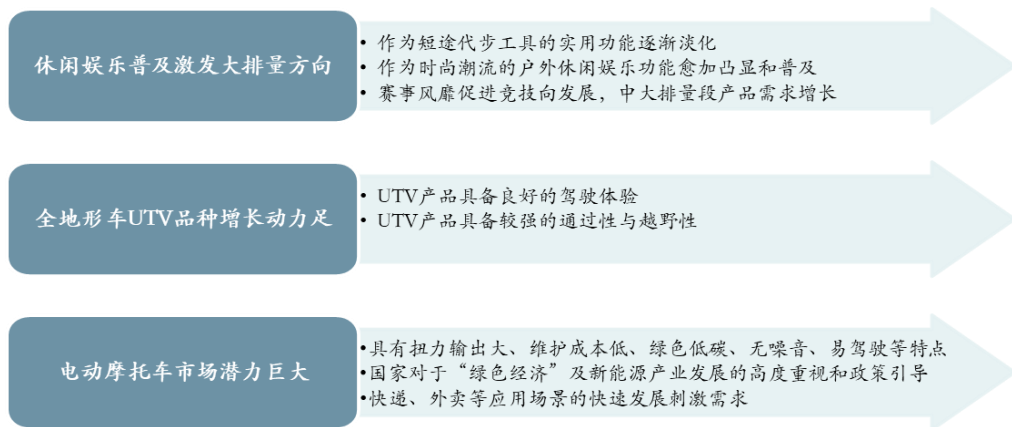 休闲娱乐普及激发大排量方向
• 作为短途代步工具的实用功能逐渐淡化
• 作为时尚潮流的户外休闲娱乐功能愈加凸显和普及
• 赛事风靡促进竞技向发展，中大排量段产品需求增长
全地形车UTV品种增长动力足
• UTV产品具备良好的驾驶体验
• UTV产品具备较强的通过性与越野性
电动摩托车市场潜力巨大
•具有扭力输出大、维护成本低、绿色低碳、无噪音、易驾驶等特点
•国家对于“绿色经济”及新能源产业发展的高度重视和政策引导
•快递、外卖等应用场景的快速发展刺激需求